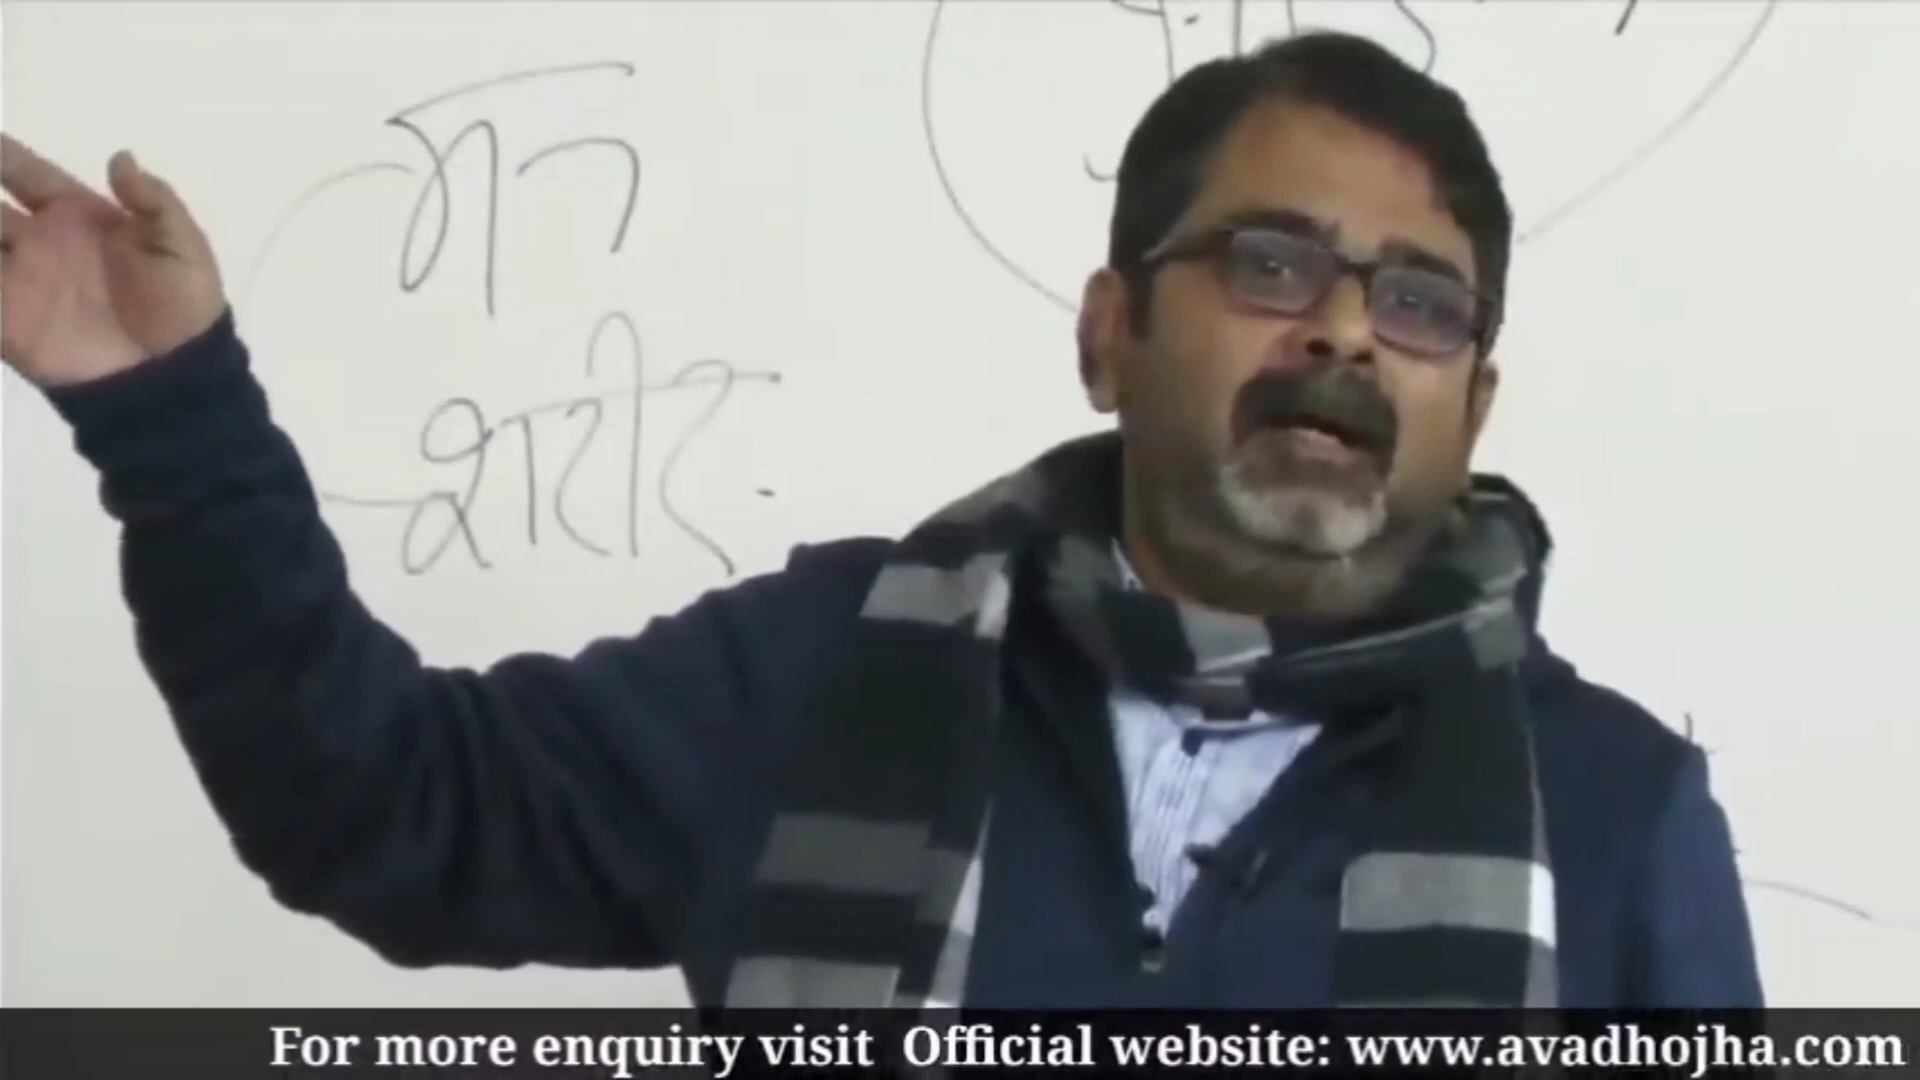 मन
शरीर
For more enquiry visit Official website: www.avadhojha.com